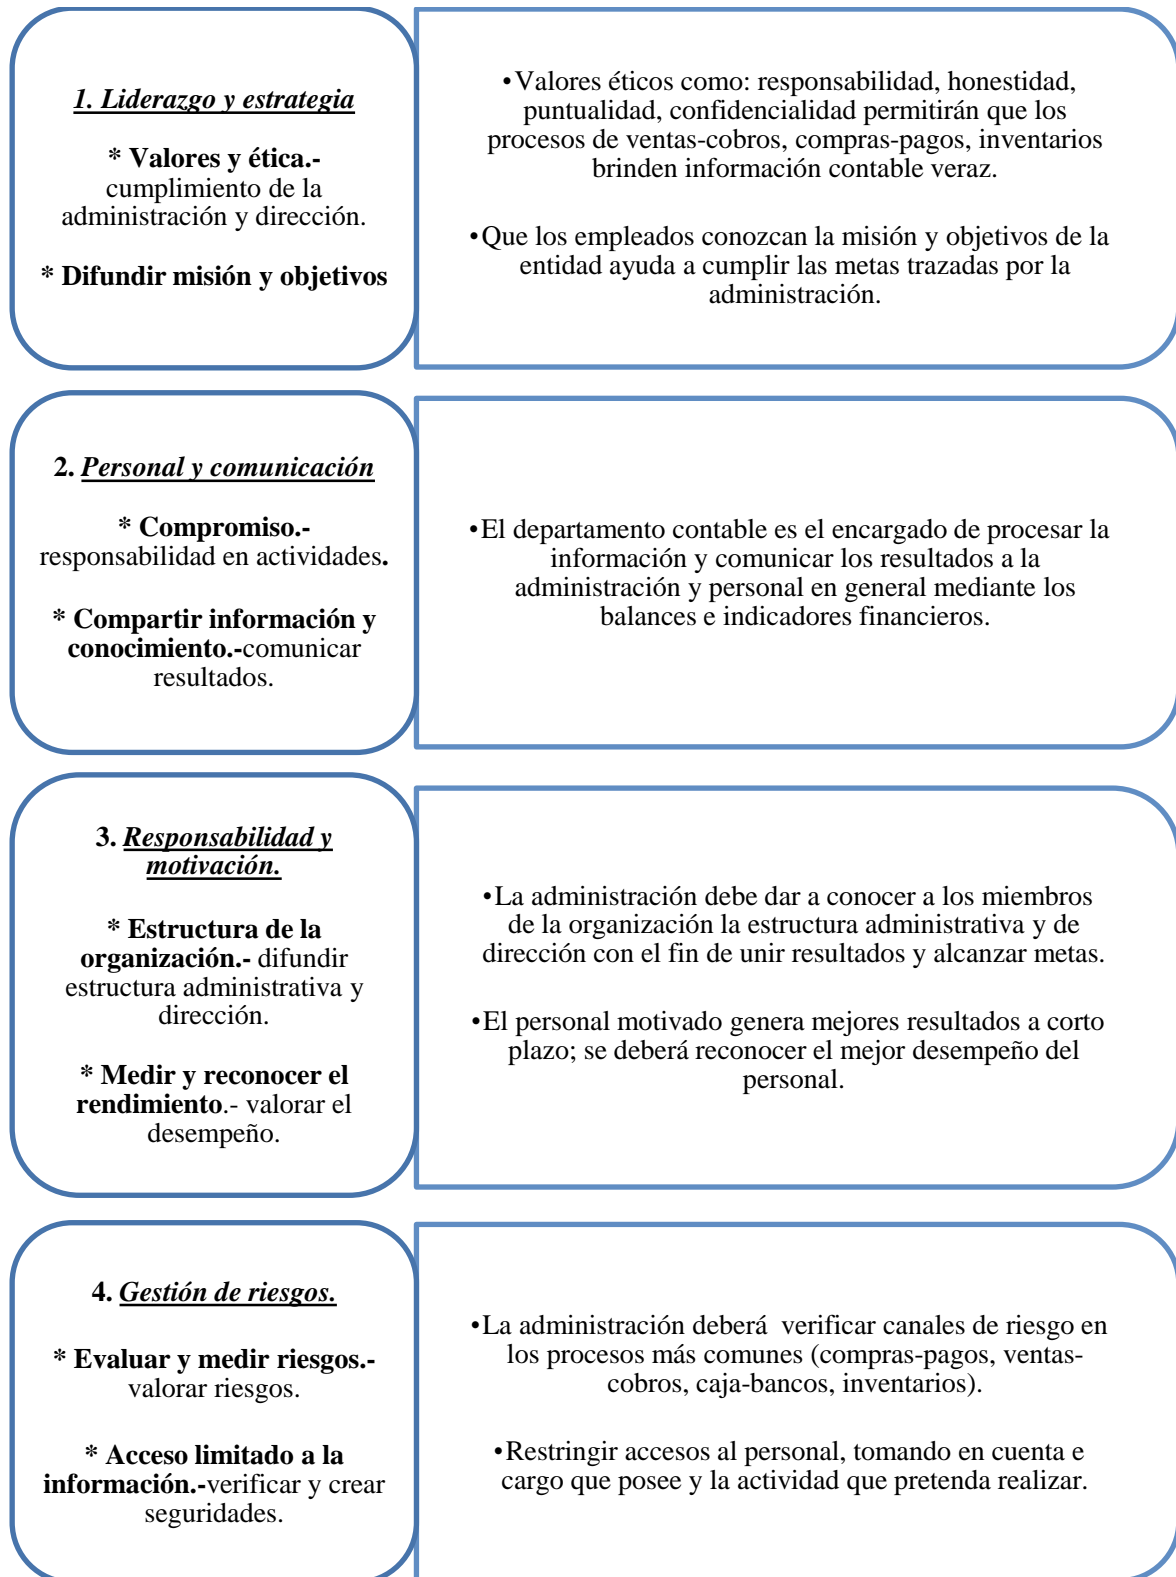 1. Liderazgo y estrategia
* Valores y ética.-
cumplimiento de la
administración y dirección.
* Difundir misión y objetivos
•Valores éticos como: responsabilidad, honestidad,
puntualidad, confidencialidad permitirán que los
procesos de ventas-cobros, compras-pagos, inventarios
brinden información contable veraz.
•Que los empleados conozcan la misión y objetivos de la
entidad ayuda a cumplir las metas trazadas por la
administración.
2. Personal y comunicación
* Compromiso.-
responsabilidad en actividades.
* Compartir información y
conocimiento.-comunicar
resultados.
•El departamento contable es el encargado de procesar la
información y comunicar los resultados a la
administración y personal en general mediante los
balances e indicadores financieros.
3. Responsabilidad y
motivación.
* Estructura de la
organización.- difundir
estructura administrativa y
dirección.
* Medir y reconocer el
rendimiento.- valorar el
desempeño.
•La administración debe dar a conocer a los miembros
de la organización la estructura administrativa y de
dirección con el fin de unir resultados y alcanzar metas.
•El personal motivado genera mejores resultados a corto
plazo; se deberá reconocer el mejor desempeño del
personal.
4. Gestión de riesgos.
* Evaluar y medir riesgos.-
valorar riesgos.
* Acceso limitado a la
información.-verificar y crear
seguridades.
•La administración deberá  verificar canales de riesgo en
los procesos más comunes (compras-pagos, ventas-
cobros, caja-bancos, inventarios).
•Restringir accesos al personal, tomando en cuenta e
cargo que posee y la actividad que pretenda realizar.